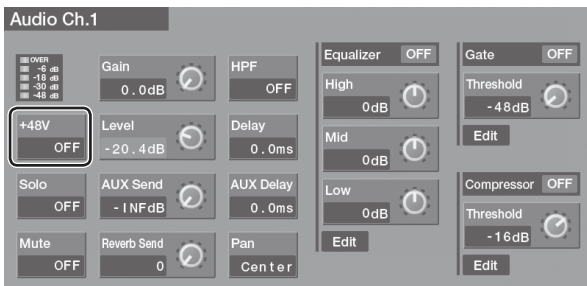 Audio Ch.1
OVER
-6 dB
-18 dB
-30 dB
-48 dB
Gain
0.0dB
HPF
OFF
+48V
OFF
Level
-20.4dB
Delay
0.0ms
Solo
OFF
AUX Send
-INFdB
AUX Delay
0.0ms
Mute
OFF
Reverb Send
0
Pan
Center
Equalizer OFF
High
0dB
Mid
0dB
Low
0dB
Edit
Gate OFF
Threshold
-48dB
Edit
Compressor OFF
Threshold
-16dB
Edit